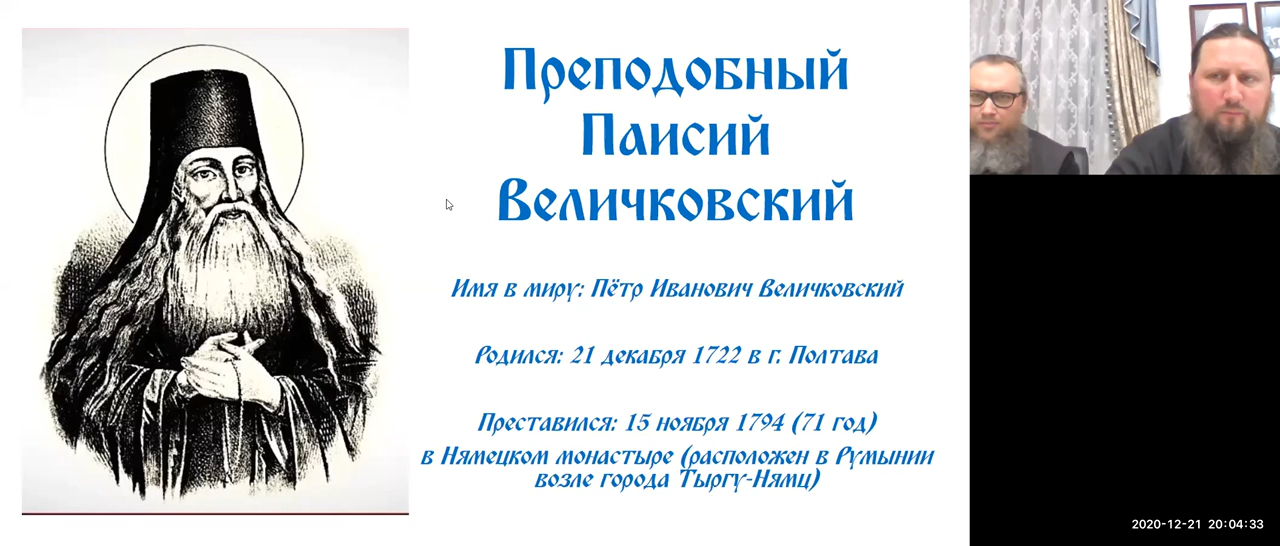 Преподобный
Паисий
Величковский
Имя в миру: Пётр Иванович Величковский
Родился: 21 декабря 1722 в г. Полтава
Преставился: 15 ноября 1794 (71 год)
в Нямецком монастыре (расположен в Румынии
возле города Тыргу-Нямц)
2020-12-21 20:04:33